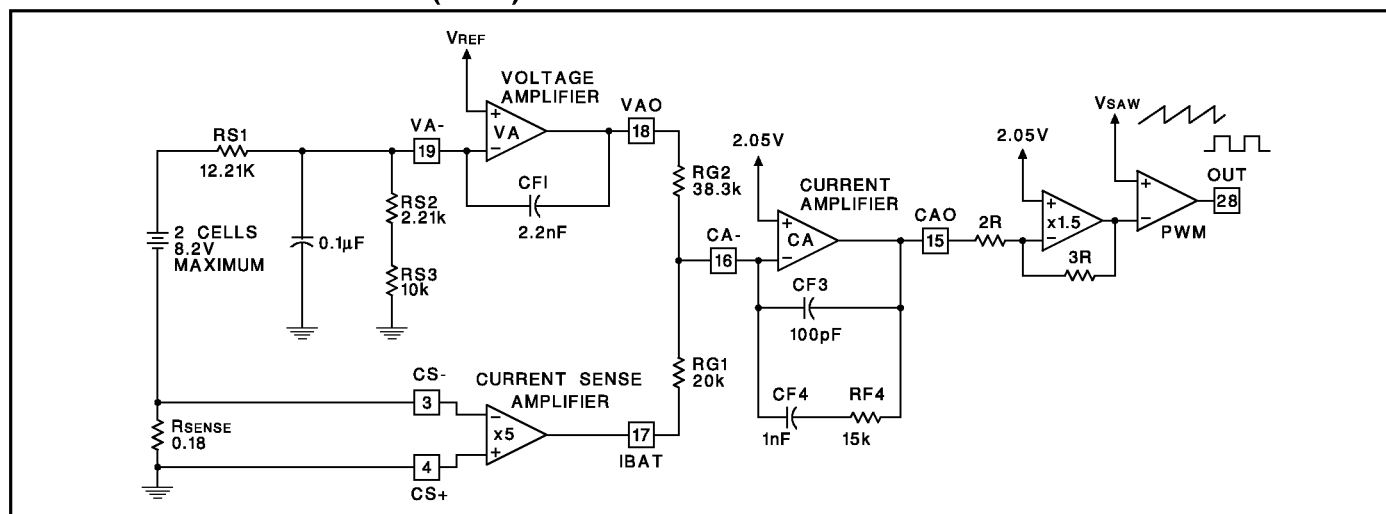 VREF
VOLTAGE
AMPLIFIER
VA-
19
+
VA
−
VAO
18
RS1
12.21K
CF1
2.2nF
RS2
2.21k
0.1µF
RS3
10k
2 CELLS
8.2V
MAXIMUM
RG2
38.3k
2.05V
CURRENT
AMPLIFIER
CA-
16
+
CA
−
CAO
15
CF3
100pF
CF4
1nF
RF4
15k
2R
2.05V
+
x1.5
−
3R
VSAW
+
−
PWM
OUT
28
RG1
20k
CS-
3
CURRENT SENSE
AMPLIFIER
−
x5
+
17
IBAT
RSENSE
0.18
4
CS+